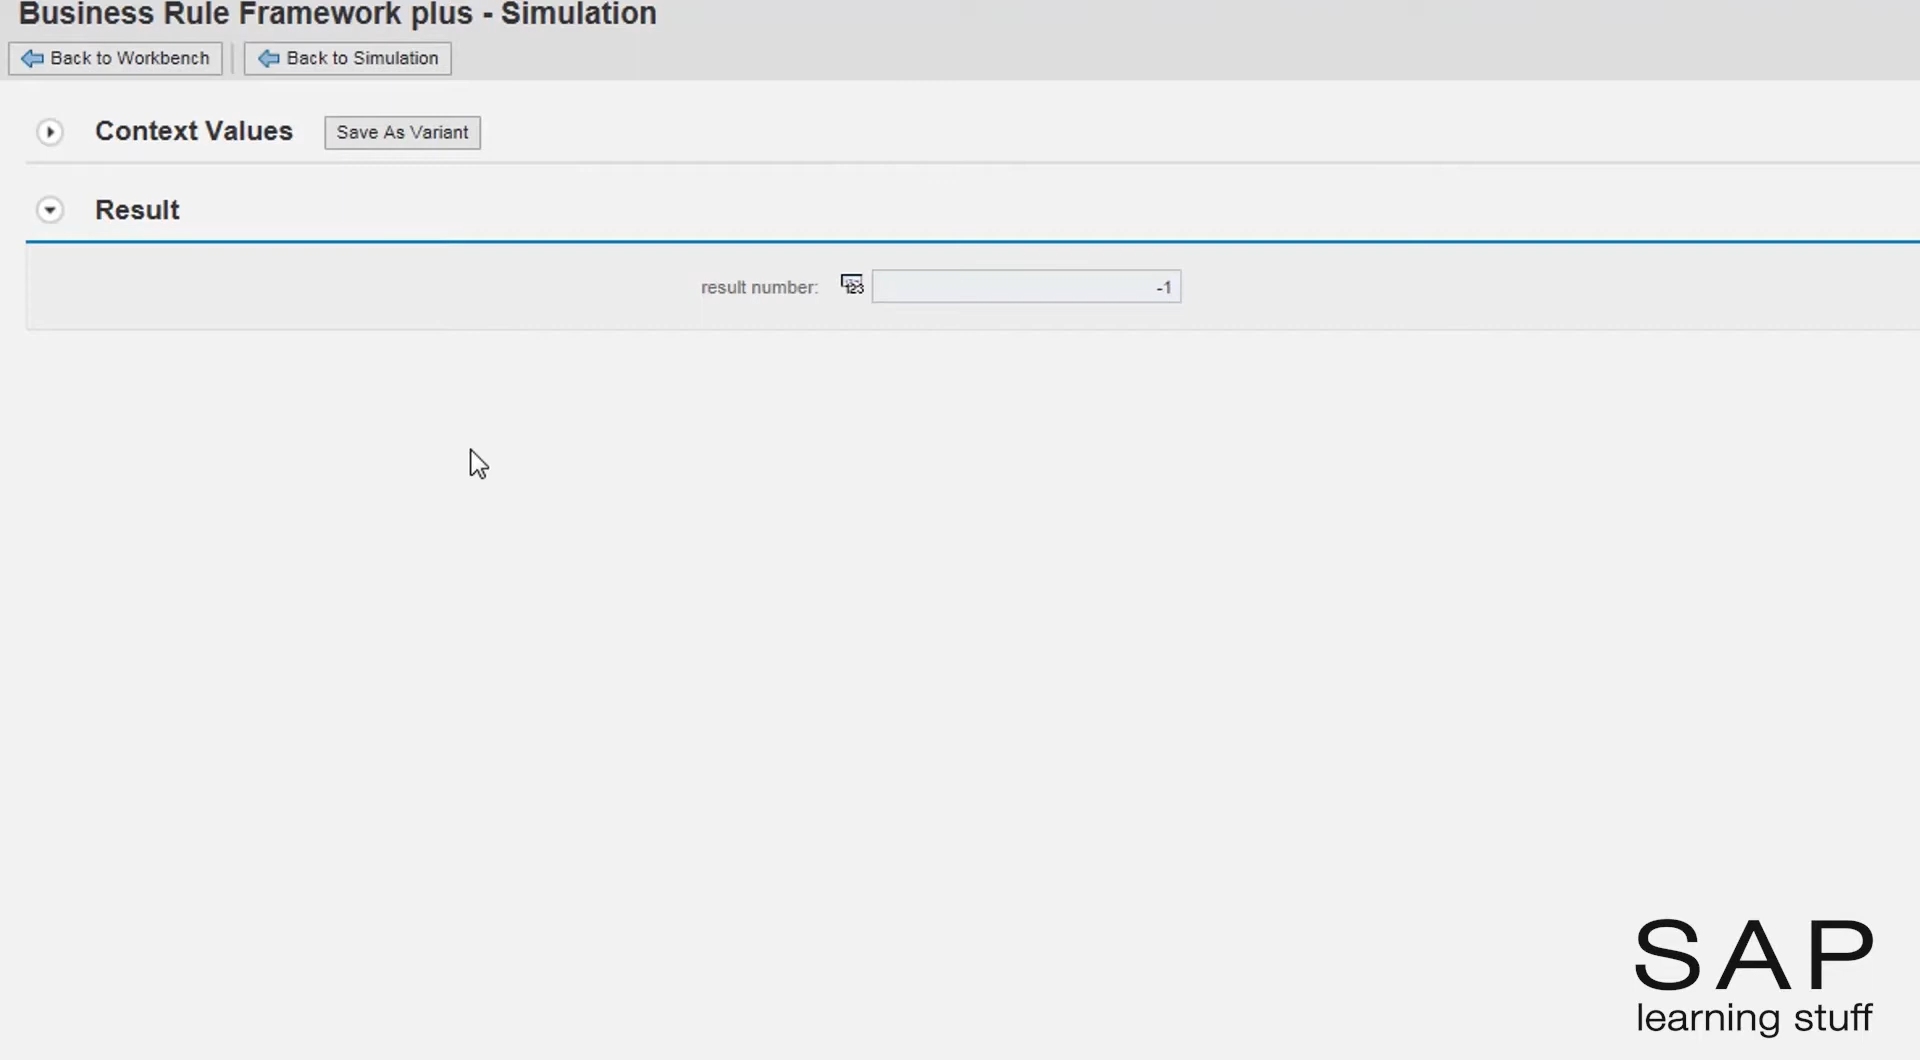 Business Rule Framework plus - Simulation
Back to Workbench Back to Simulation
Context Values Save As Variant
Result
result number: 123 -1
SAP
learning stuff